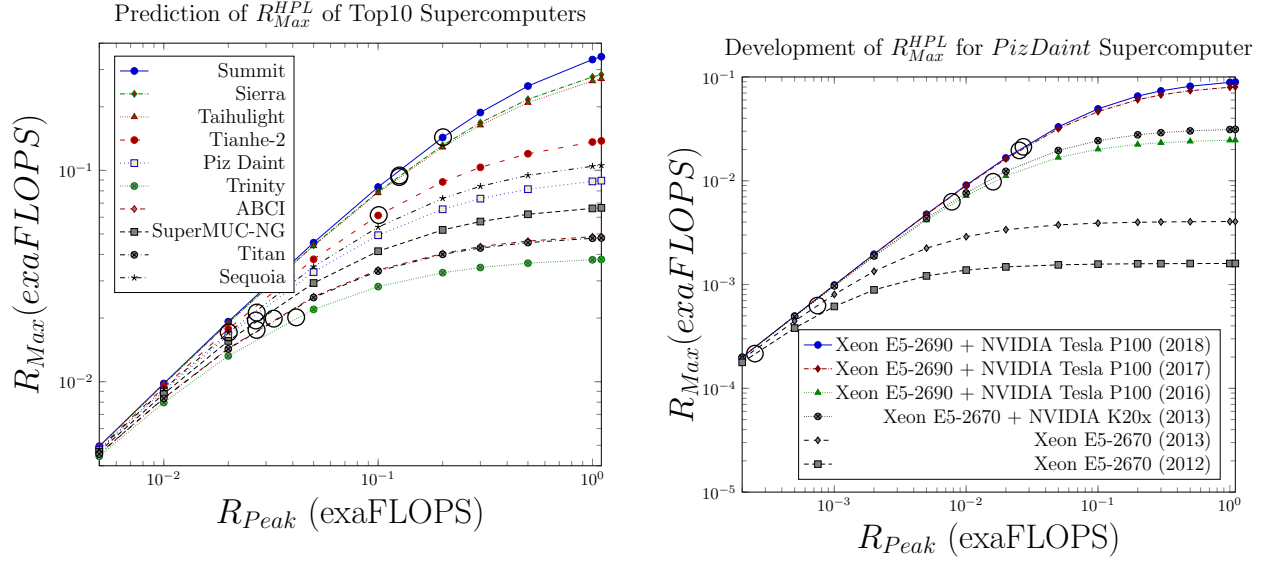 Prediction of R_{Max}^{HPL} of Top10 Supercomputers
R_{Max}(exaFLOPS)
10^{-1}
10^{-2}
Summit
Sierra
Taihulight
Tianhe-2
Piz Daint
Trinity
ABCI
SuperMUC-NG
Titan
Sequoia
10^{-2}
10^{-1}
10^{0}
R_{Peak} (exaFLOPS)
Development of R_{Max}^{HPL} for PizDaint Supercomputer
R_{Max}(exaFLOPS)
10^{-1}
10^{-2}
10^{-3}
10^{-4}
10^{-5}
Xeon E5-2690 + NVIDIA Tesla P100 (2018)
Xeon E5-2690 + NVIDIA Tesla P100 (2017)
Xeon E5-2690 + NVIDIA Tesla P100 (2016)
Xeon E5-2670 + NVIDIA K20x (2013)
Xeon E5-2670 (2013)
Xeon E5-2670 (2012)
10^{-3}
10^{-2}
10^{-1}
10^{0}
R_{Peak} (exaFLOPS)